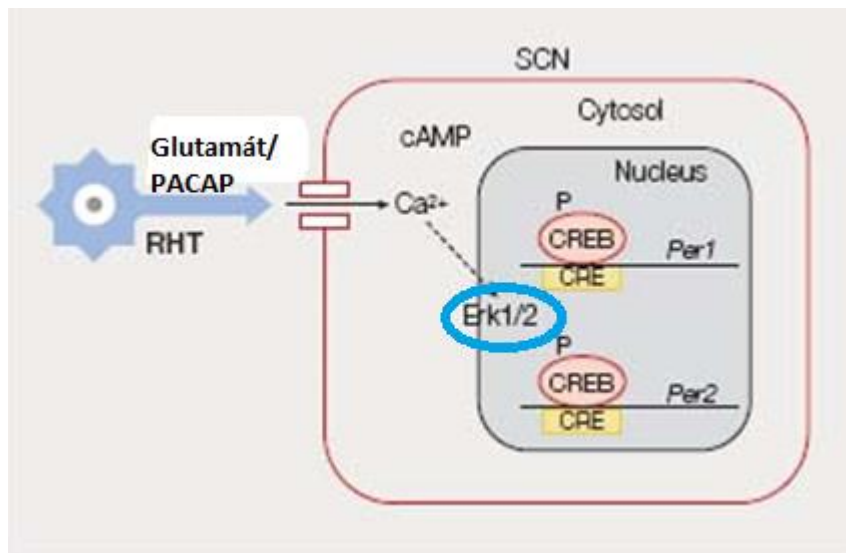 SCN
Cytosol
cAMP
Glutamát/
PACAP
Nucleus
Ca²⁺
P
RHT
CREB
Per1
CRE
Erk1/2
P
CREB
Per2
CRE